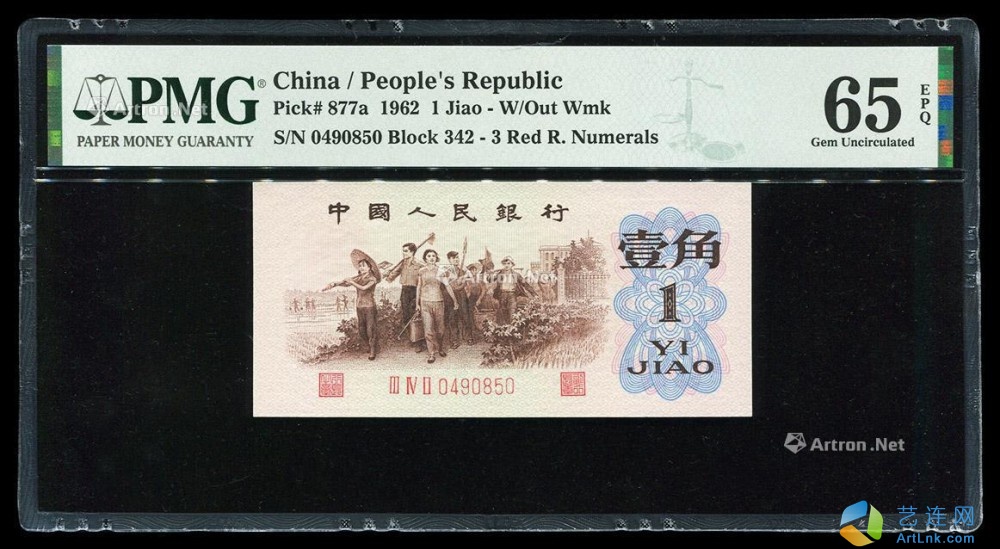 PMG®
PAPER MONEY GUARANTY
China / People's Republic
Pick# 877a 1962 1 Jiao - W/Out Wmk
S/N 0490850 Block 342 - 3 Red R. Numerals
65
EPQ
Gem Uncirculated
中國人民銀行
壹角
1
YI
JIAO
Artron.Net
III IV II 0490850
Artron.Net
艺连网
ArtLnk.com